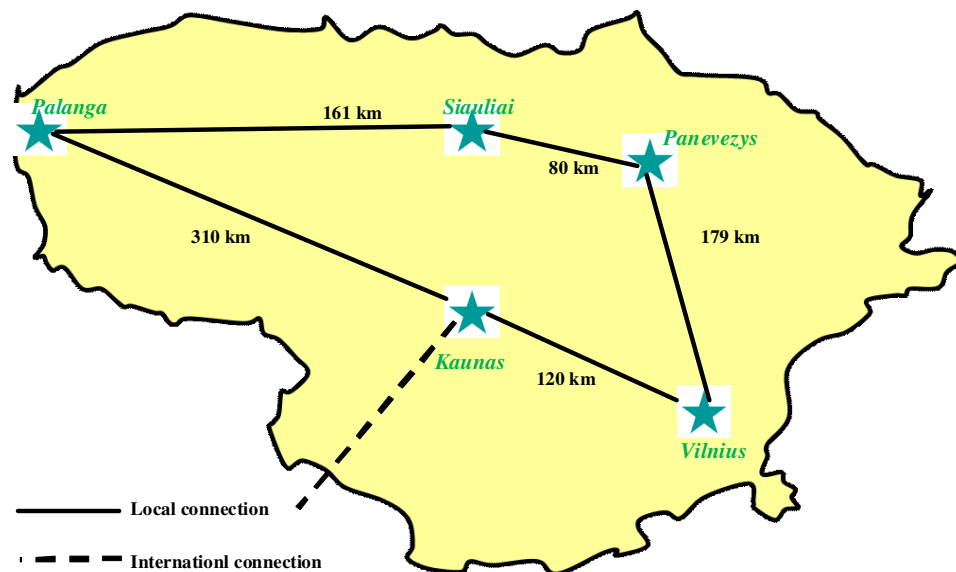 Palanga
161 km
Siauliai
Panevezys
80 km
310 km
179 km
Kaunas
120 km
Vilnius
Local connection
Internationl connection